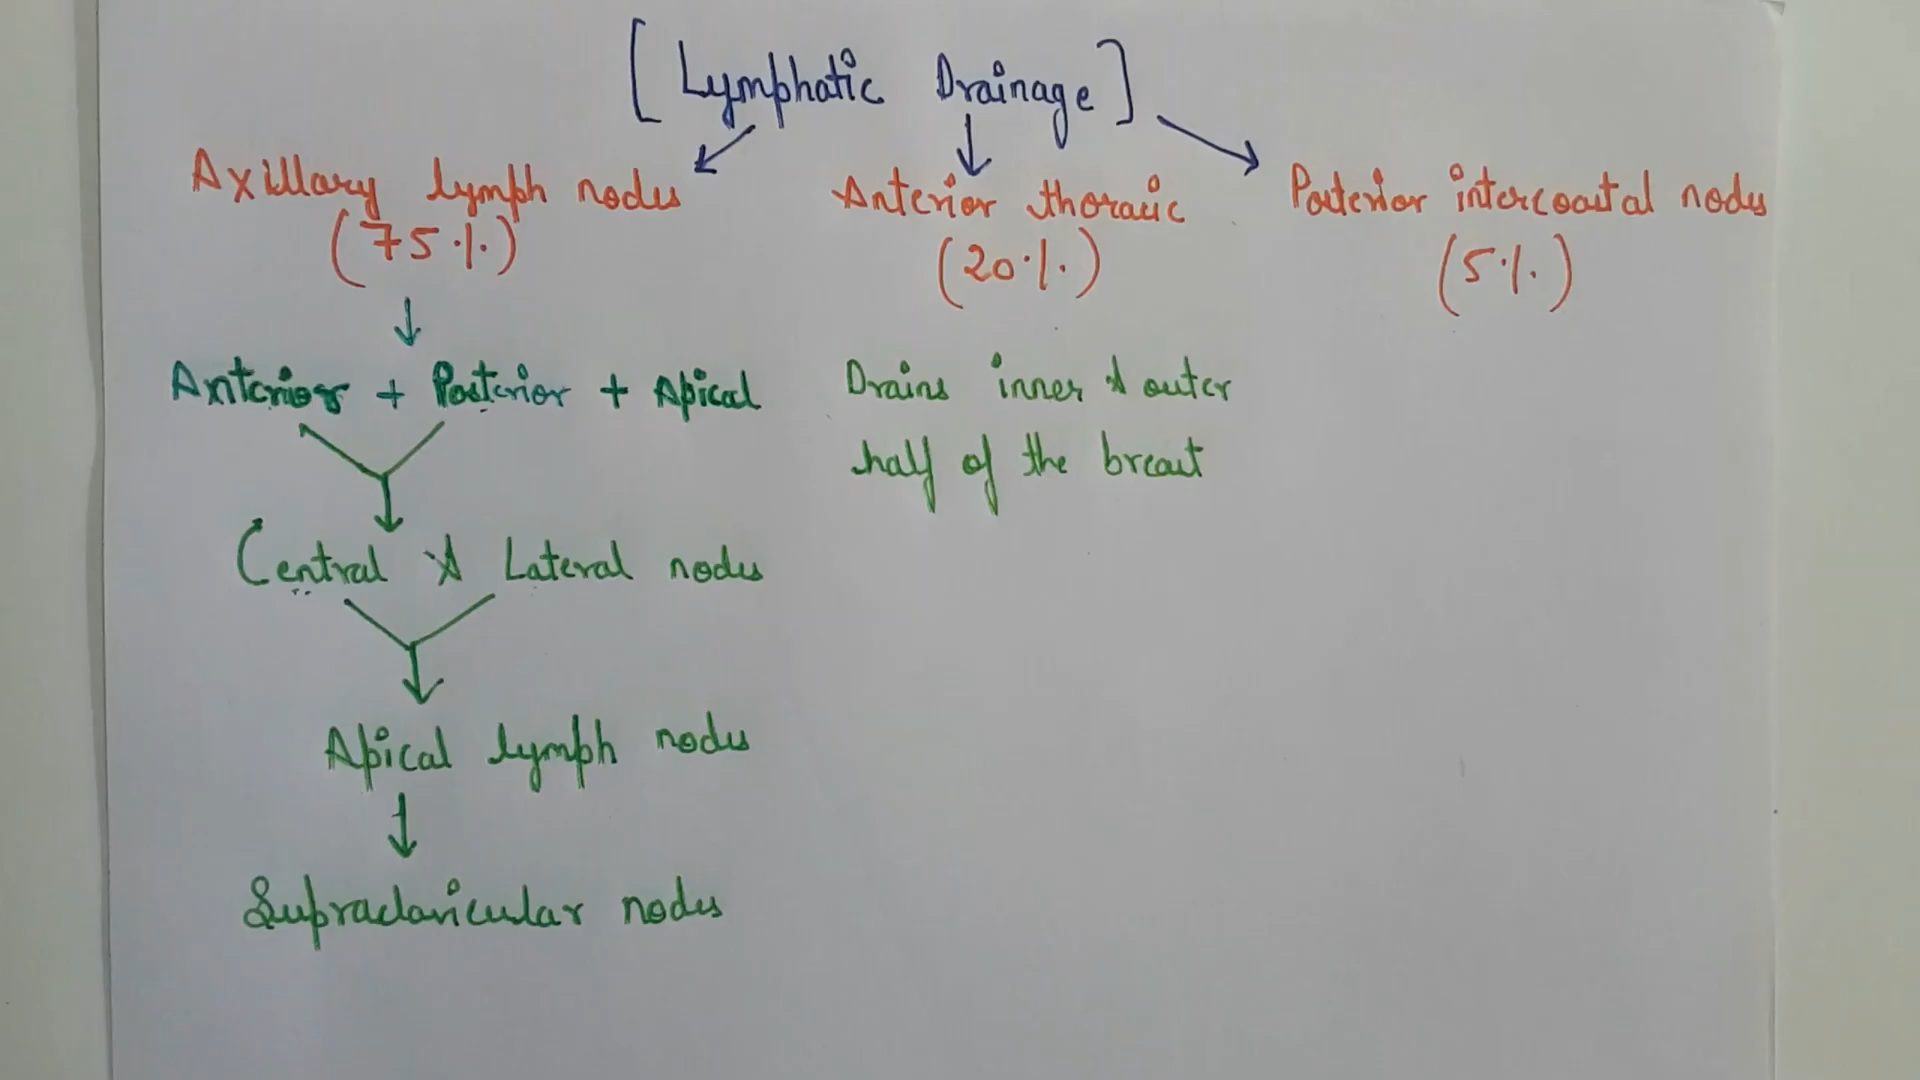 [Lymphatic Drainage]
Axillary lymph nodes
(75%)
Anterior thoracic
(20%)
Posterior intercoastal nodes
(5%)
Anterior + Posterior + Apical
Central & Lateral nodes
Apical lymph nodes
Supraclavicular nodes
Drains inner & outer
half of the breast